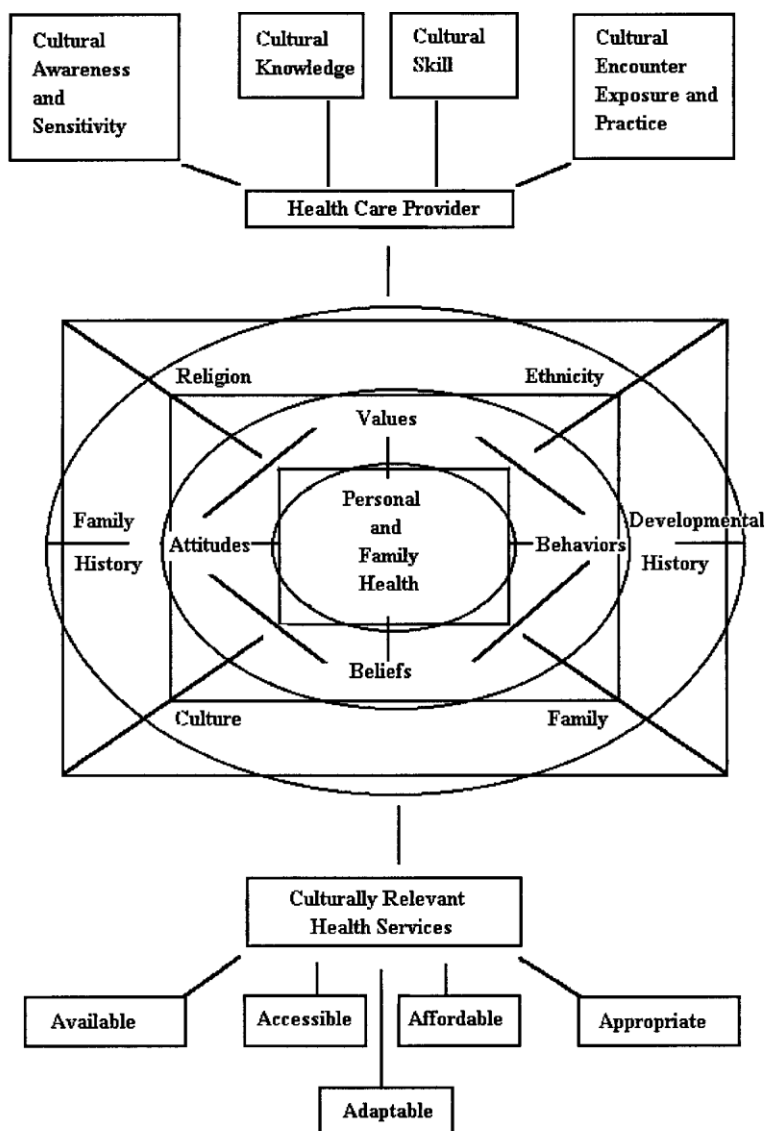 Cultural
Awareness
and
Sensitivity
Cultural
Knowledge
Cultural
Skill
Cultural
Encounter
Exposure and
Practice
Health Care Provider
Religion
Ethnicity
Values
Family
History
Attitudes
Personal
and
Family
Health
Behaviors
Developmental
History
Beliefs
Culture
Family
Culturally Relevant
Health Services
Available
Accessible
Affordable
Appropriate
Adaptable